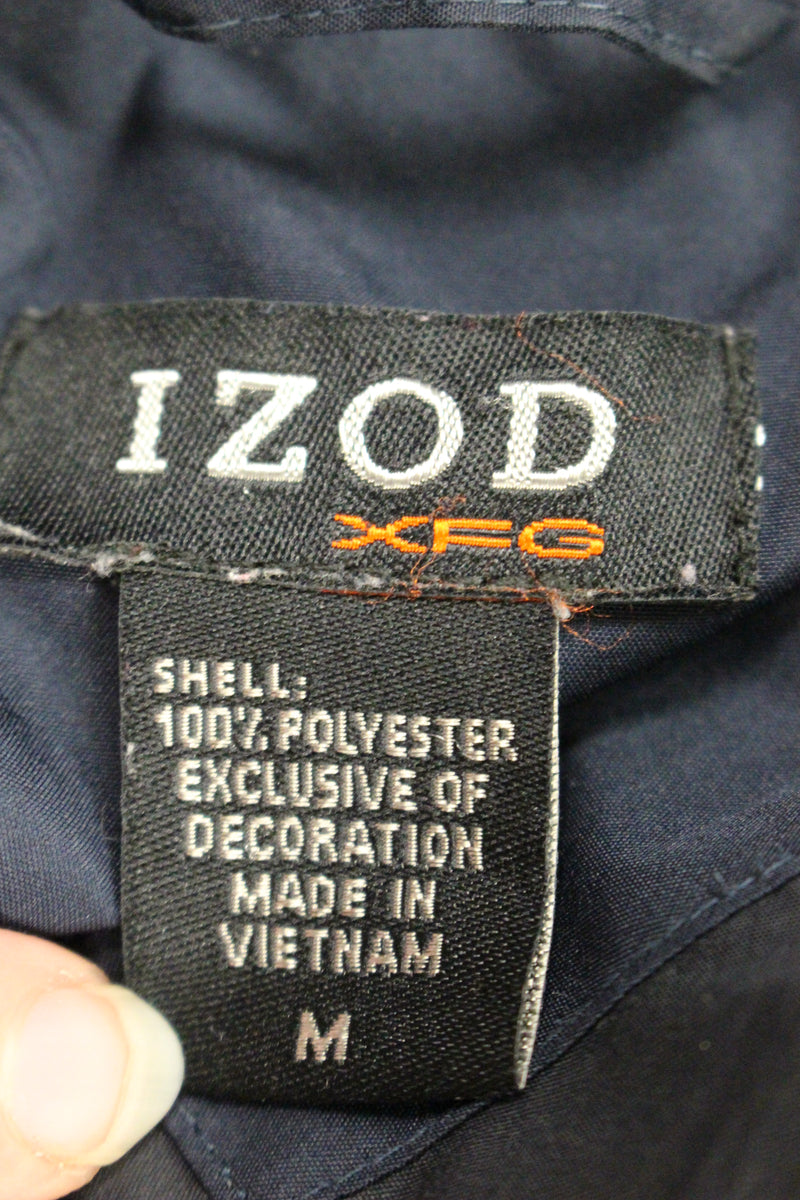 IZOD
XFG
SHELL:
100% POLYESTER
EXCLUSIVE OF
DECORATION
MADE IN
VIETNAM
M